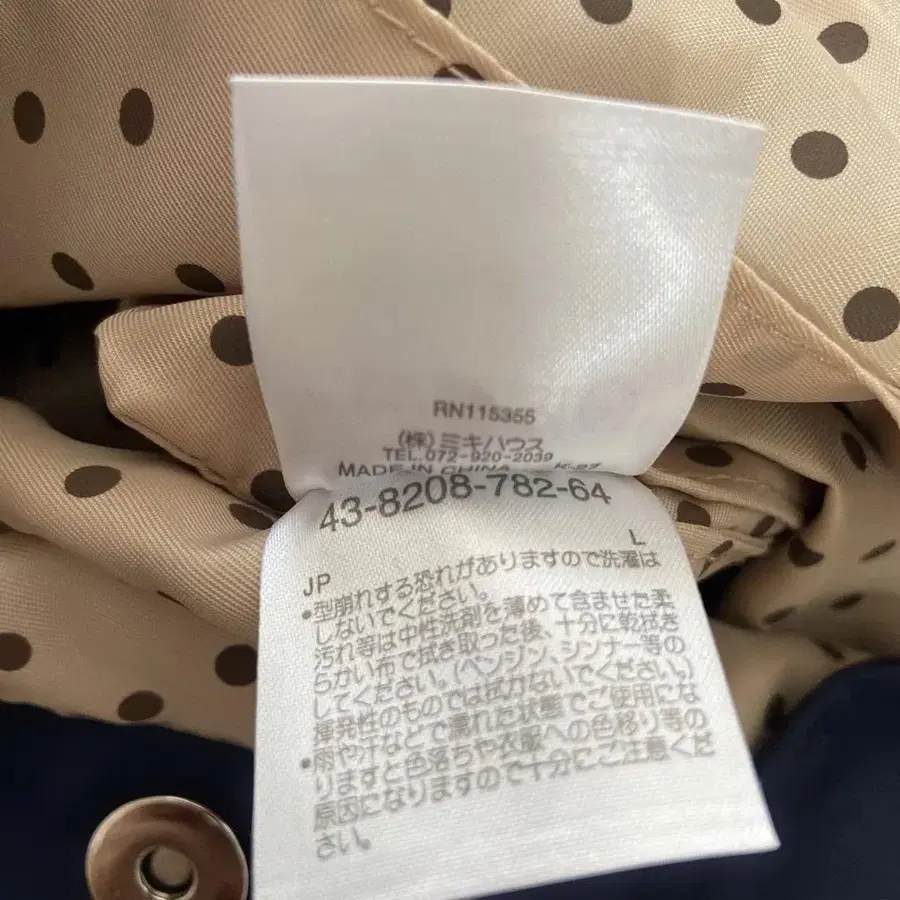 RN115355
(株)ミキハウス
TEL.072-920-2039
MADE IN CHINA K-97
43-8208-782-64
L
JP
•型崩れする恐れがありますので洗濯は
しないでください。
汚れ等は中性洗剤を薄めて含ませた柔
らかい布で拭き取った後、十分に乾拭き
してください。(ベンジン、シンナー等の
揮発性のものでは拭かないでください。)
•雨や汗などで濡れた状態でご使用にな
りますと色落ちや衣服への色移り等の
原因になりますので十分にご注意くだ
さい。